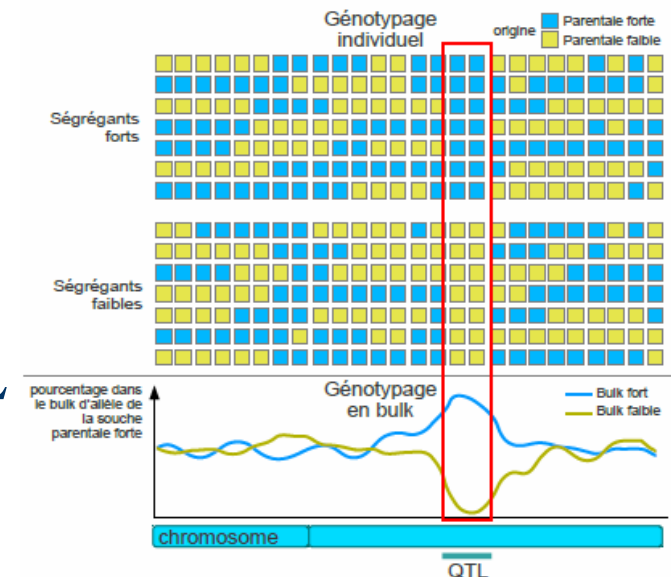 Génotypage
individuel
origine
Parentale forte
Parentale faible
Ségrégants
forts
Ségrégants
faibles
pourcentage dans
le bulk d'allèle de
la souche
parentale forte
Génotypage
en bulk
Bulk fort
Bulk faible
chromosome
QTL